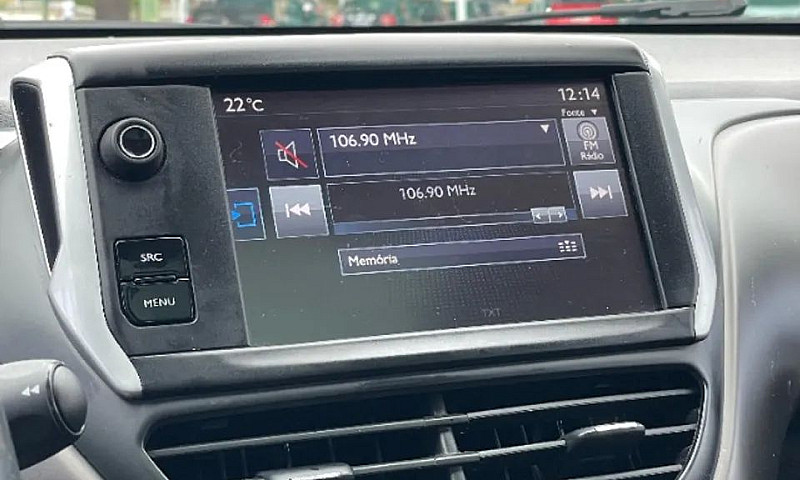 22°C
12:14
Fonte
106.90 MHz
FM
Rádio
106.90 MHz
SRC
Memória
MENU
TXT